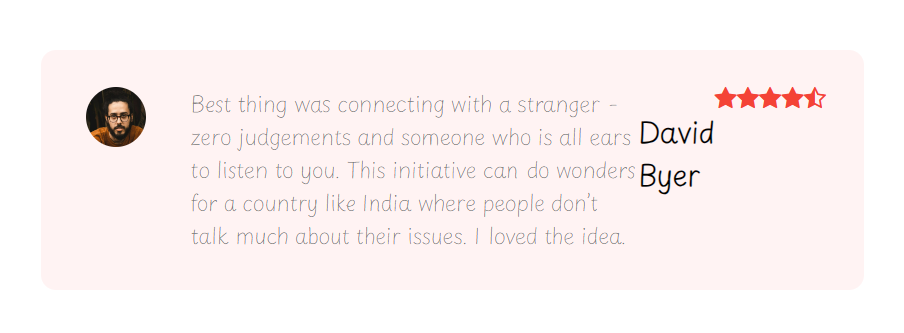 Best thing was connecting with a stranger -
zero judgements and someone who is all ears
to listen to you. This initiative can do wonders
for a country like India where people don't
talk much about their issues. I loved the idea.
David
Byer